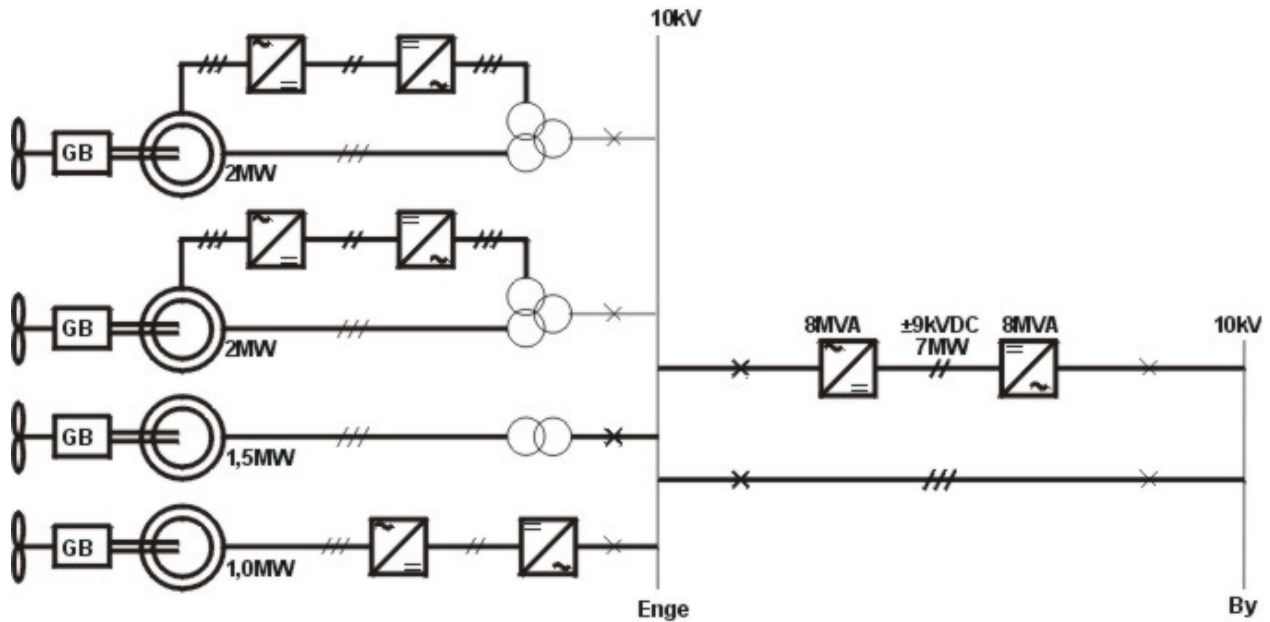 10kV
GB
2MW
GB
2MW
8MVA
±9kVDC
7MW
8MVA
10kV
GB
1,5MW
GB
1,0MW
Enge
By